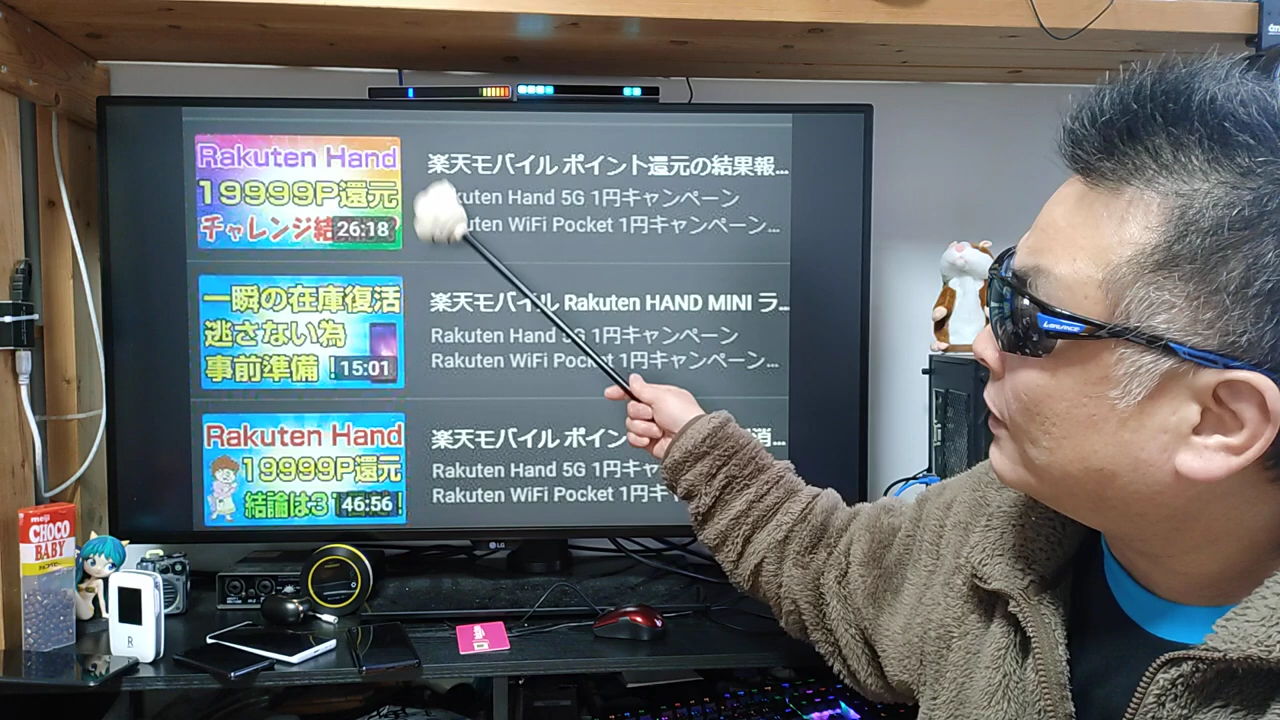 Rakuten Hand
19999P還元
チャレンジ結
26:18
楽天モバイル ポイント還元の結果報...
kuten Hand 5G 1円キャンペーン
uten WiFi Pocket 1円キャンペーン...
一瞬の在庫復活
逃さない為
事前準備!
15:01
楽天モバイル Rakuten HAND MINI ラ...
Rakuten Hand 5G 1円キャンペーン
Rakuten WiFi Pocket 1円キャンペーン...
Rakuten Hand
19999P還元
結論は3
46:56
楽天モバイル ポイン
消...
Rakuten Hand 5G 1円キャ
Rakuten WiFi Pocket 1円キ
LG
meiji
CHOCO
BABY
R